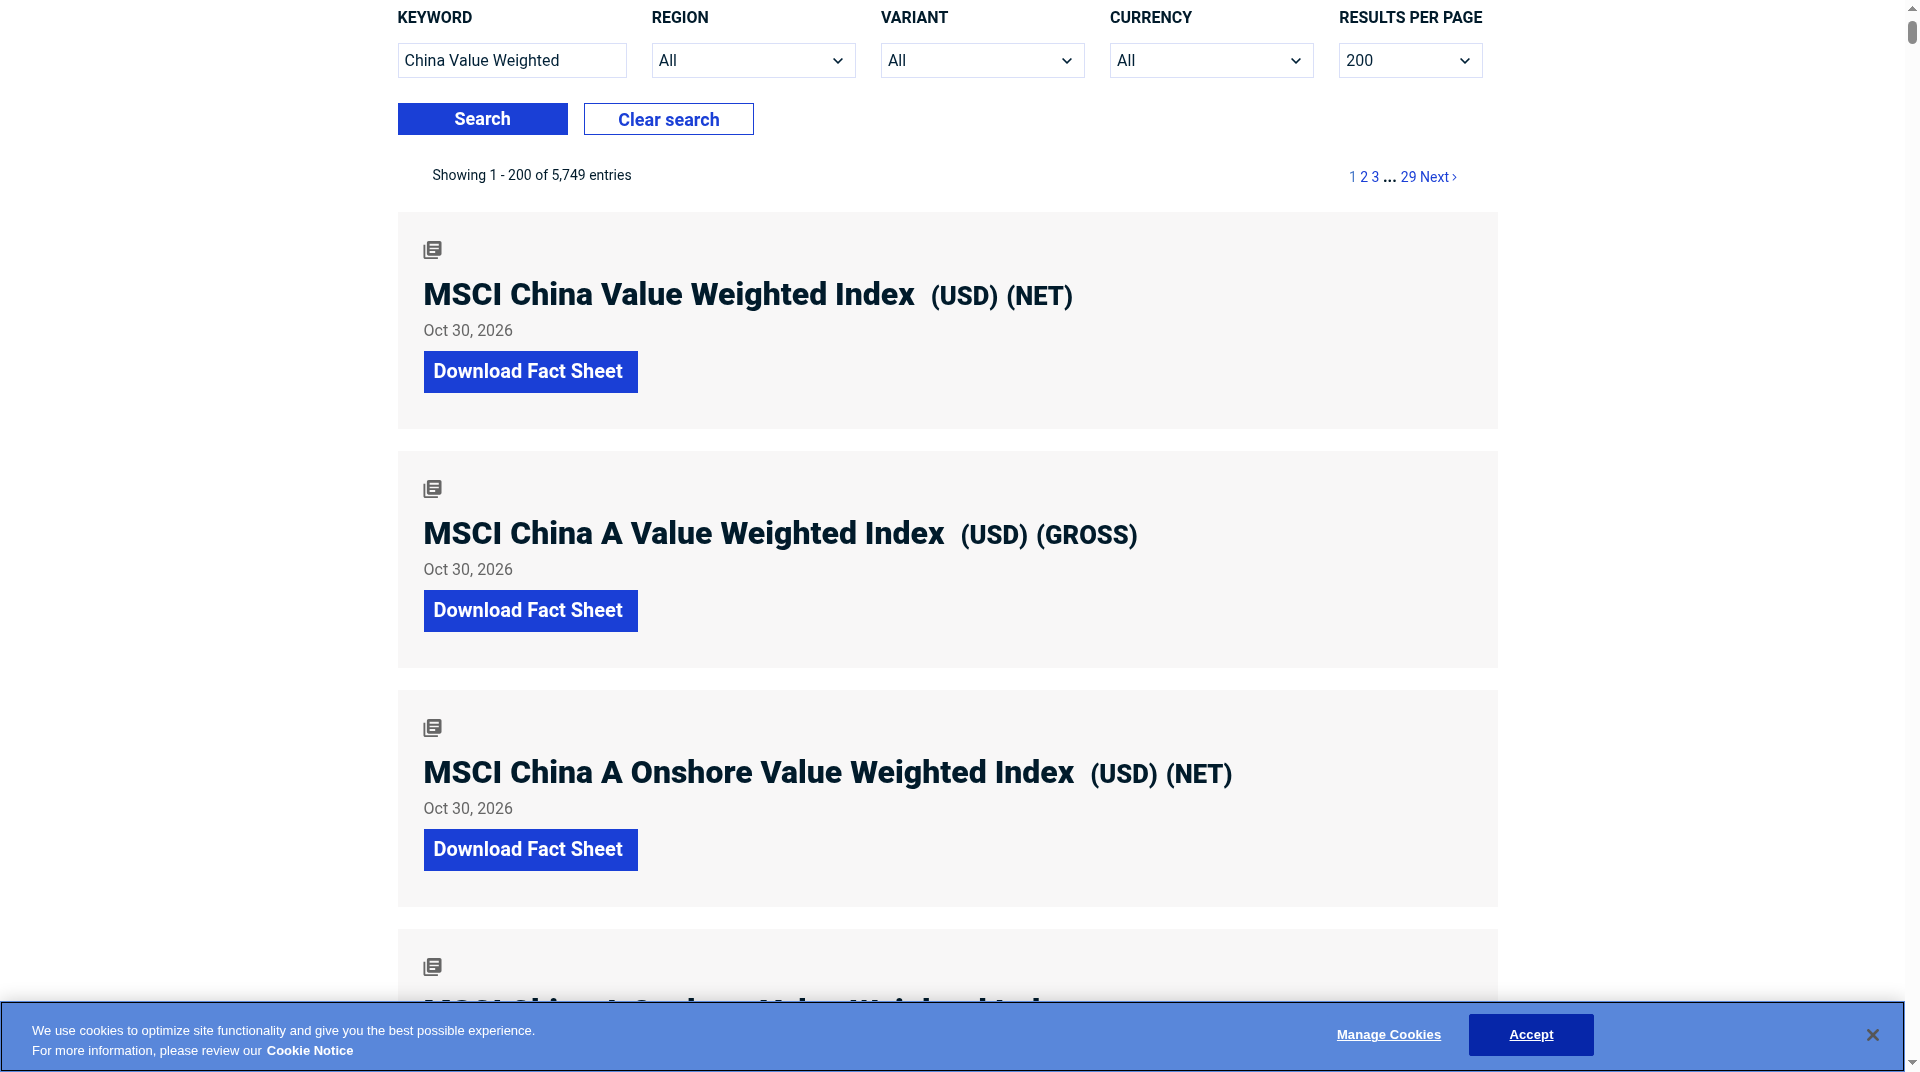 KEYWORD REGION VARIANT CURRENCY RESULTS PER PAGE
China Value Weighted All All All 200
Search Clear search
Showing 1 - 200 of 5,749 entries 1 2 3 ... 29 Next ›
MSCI China Value Weighted Index (USD) (NET)
Oct 30, 2026
Download Fact Sheet
MSCI China A Value Weighted Index (USD) (GROSS)
Oct 30, 2026
Download Fact Sheet
MSCI China A Onshore Value Weighted Index (USD) (NET)
Oct 30, 2026
Download Fact Sheet
We use cookies to optimize site functionality and give you the best possible experience.
For more information, please review our Cookie Notice
Manage Cookies Accept